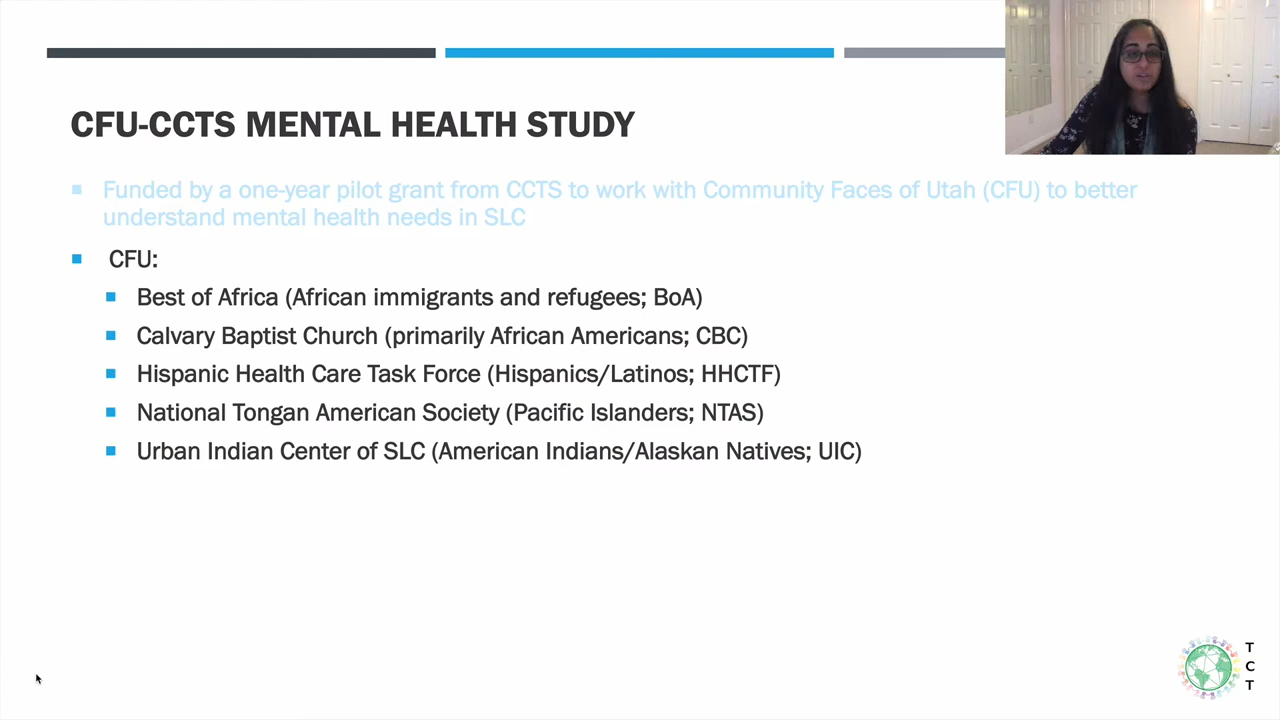 CFU-CCTS MENTAL HEALTH STUDY
Funded by a one-year pilot grant from CCTS to work with Community Faces of Utah (CFU) to better
understand mental health needs in SLC
CFU:
Best of Africa (African immigrants and refugees; BoA)
Calvary Baptist Church (primarily African Americans; CBC)
Hispanic Health Care Task Force (Hispanics/Latinos; HHCTF)
National Tongan American Society (Pacific Islanders; NTAS)
Urban Indian Center of SLC (American Indians/Alaskan Natives; UIC)
T
C
T